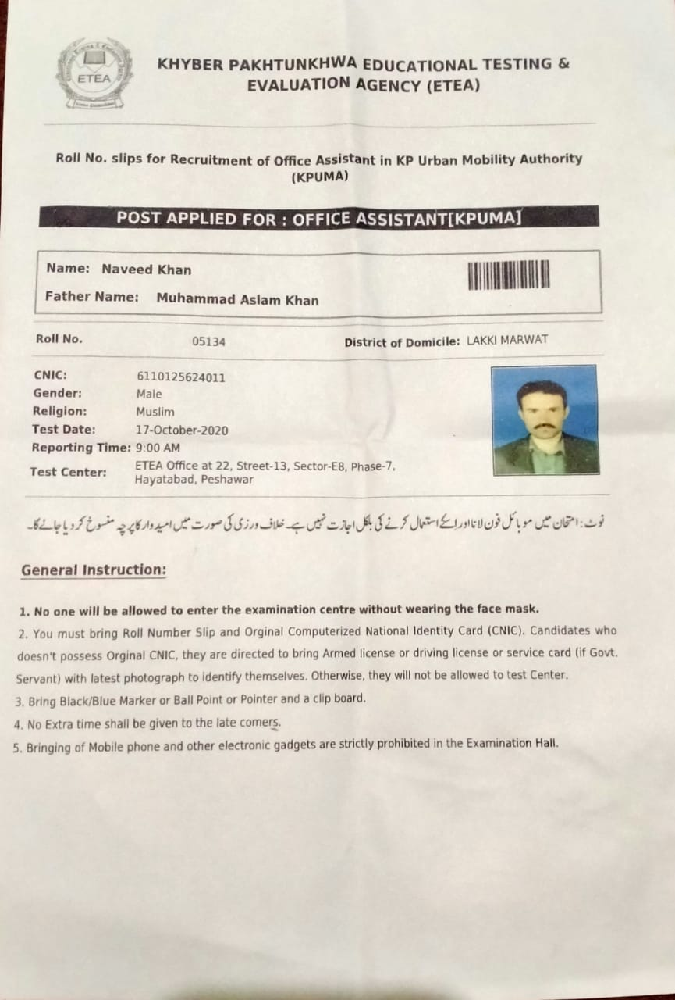 ETEA
KHYBER PAKHTUNKHWA EDUCATIONAL TESTING &
EVALUATION AGENCY (ETEA)
Roll No. slips for Recruitment of Office Assistant in KP Urban Mobility Authority
(KPUMA)
POST APPLIED FOR : OFFICE ASSISTANT[KPUMA]
Name: Naveed Khan
Father Name: Muhammad Aslam Khan
Roll No. 05134 District of Domicile: LAKKI MARWAT
CNIC: 6110125624011
Gender: Male
Religion: Muslim
Test Date: 17-October-2020
Reporting Time: 9:00 AM
Test Center: ETEA Office at 22, Street-13, Sector-E8, Phase-7,
Hayatabad, Peshawar
نوٹ: امتحان میں موبائل فون لانا اور اسکے استعمال کرنے کی بلکل اجازت نہیں ہے۔ خلاف ورزی کی صورت میں امیدوار کا پرچہ منسوخ کر دیا جائے گا۔
General Instruction:
1. No one will be allowed to enter the examination centre without wearing the face mask.
2. You must bring Roll Number Slip and Orginal Computerized National Identity Card (CNIC). Candidates who
doesn't possess Orginal CNIC, they are directed to bring Armed license or driving license or service card (if Govt.
Servant) with latest photograph to identify themselves. Otherwise, they will not be allowed to test Center.
3. Bring Black/Blue Marker or Ball Point or Pointer and a clip board.
4. No Extra time shall be given to the late comers.
5. Bringing of Mobile phone and other electronic gadgets are strictly prohibited in the Examination Hall.